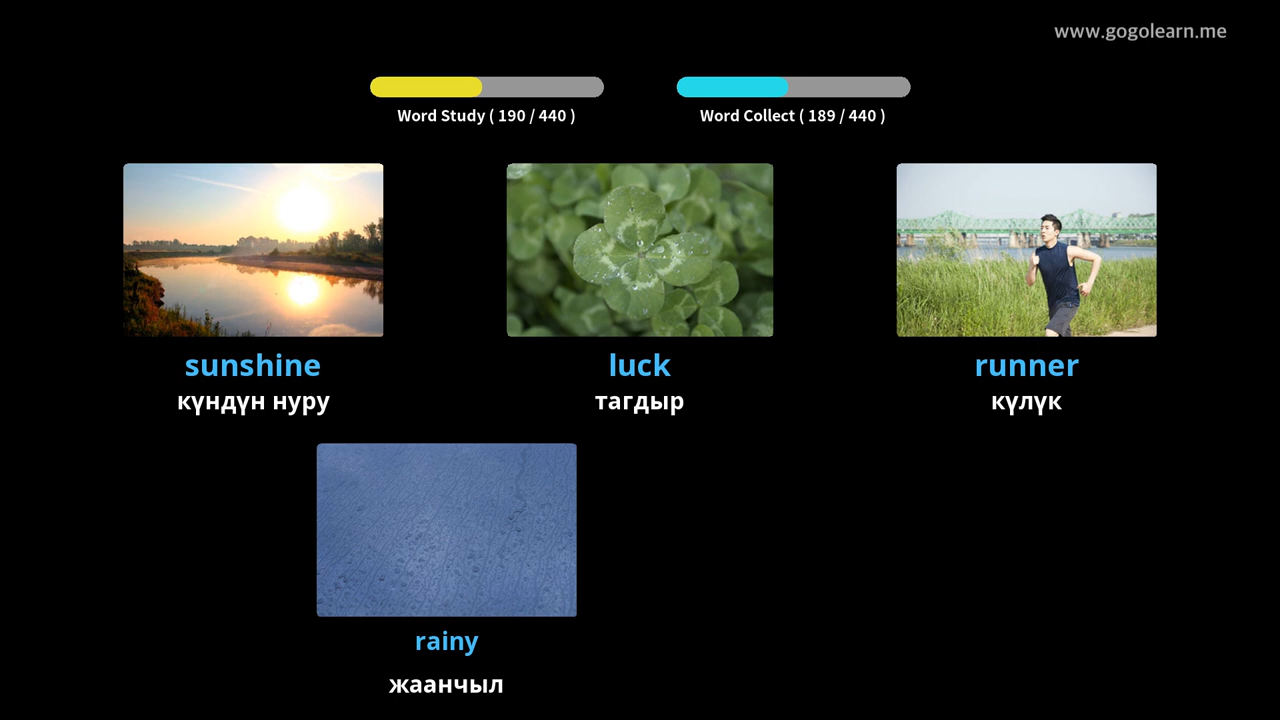 www.gogolearn.me
Word Study ( 190 / 440 )
Word Collect ( 189 / 440 )
sunshine
күндүн нуру
luck
тагдыр
runner
күлүк
rainy
жаанчыл